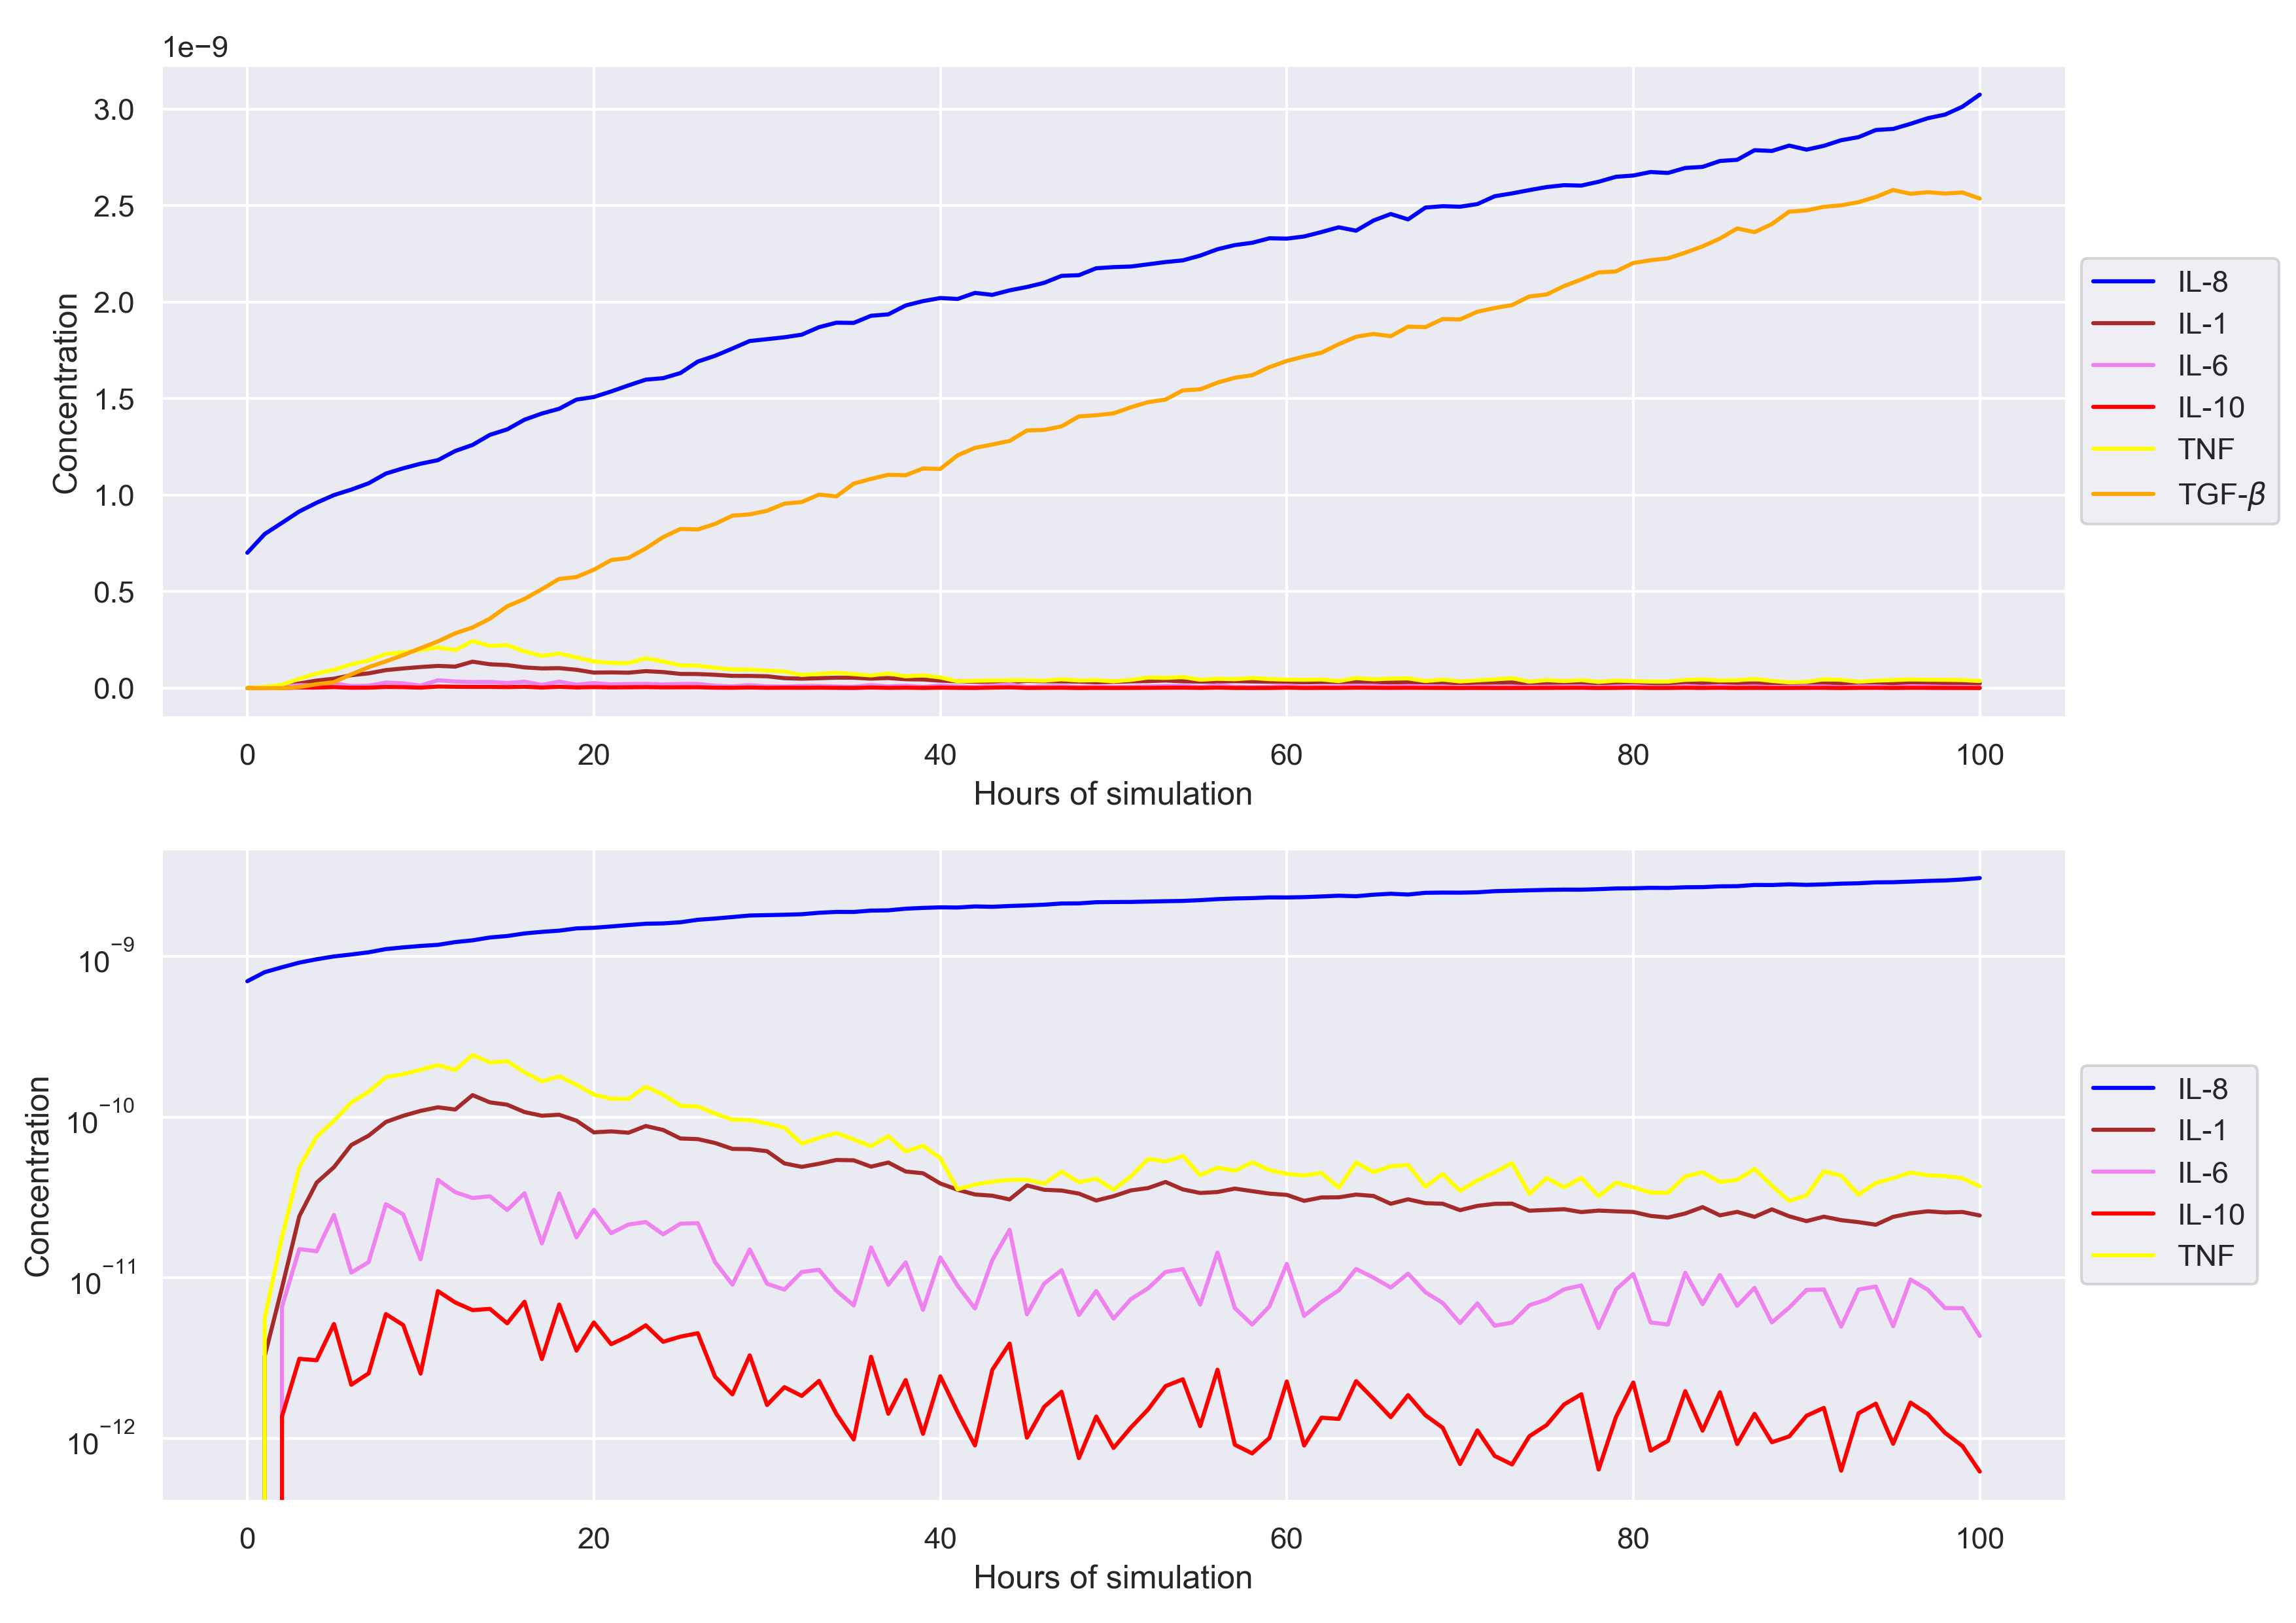 1e−9
3.0
2.5
2.0
1.5
1.0
0.5
0.0
Concentration
0 20 40 60 80 100
Hours of simulation
IL-8
IL-1
IL-6
IL-10
TNF
TGF-β
10⁻⁹
10⁻¹⁰
10⁻¹¹
10⁻¹²
Concentration
0 20 40 60 80 100
Hours of simulation
IL-8
IL-1
IL-6
IL-10
TNF